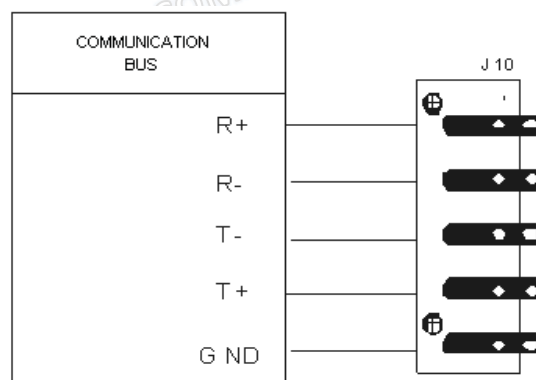 COMMUNICATION
BUS
J 10
R+
R-
T-
T+
G ND